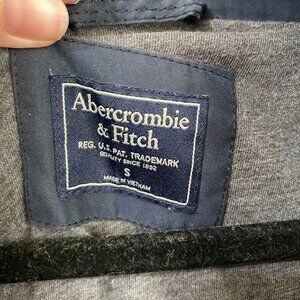 Abercrombie
& Fitch
REG. U.S. PAT. TRADEMARK
QUALITY SINCE 1892
S
MADE IN VIETNAM